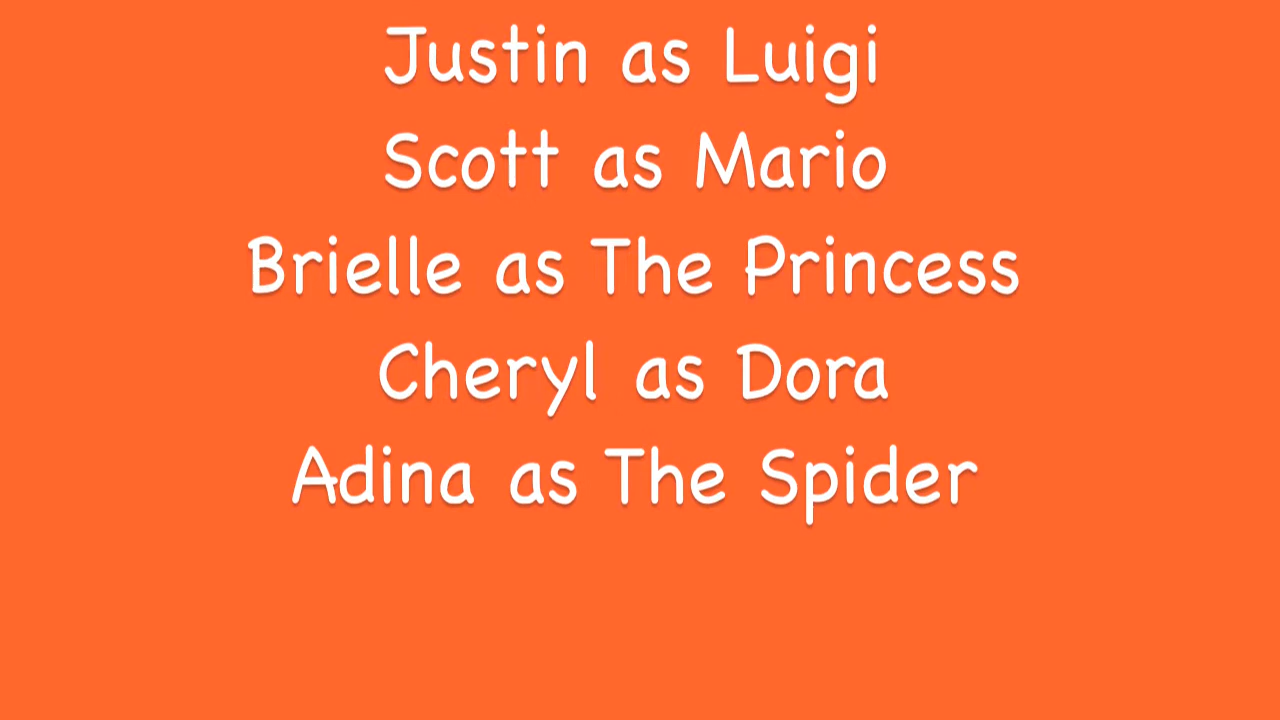 Justin as Luigi
Scott as Mario
Brielle as The Princess
Cheryl as Dora
Adina as The Spider